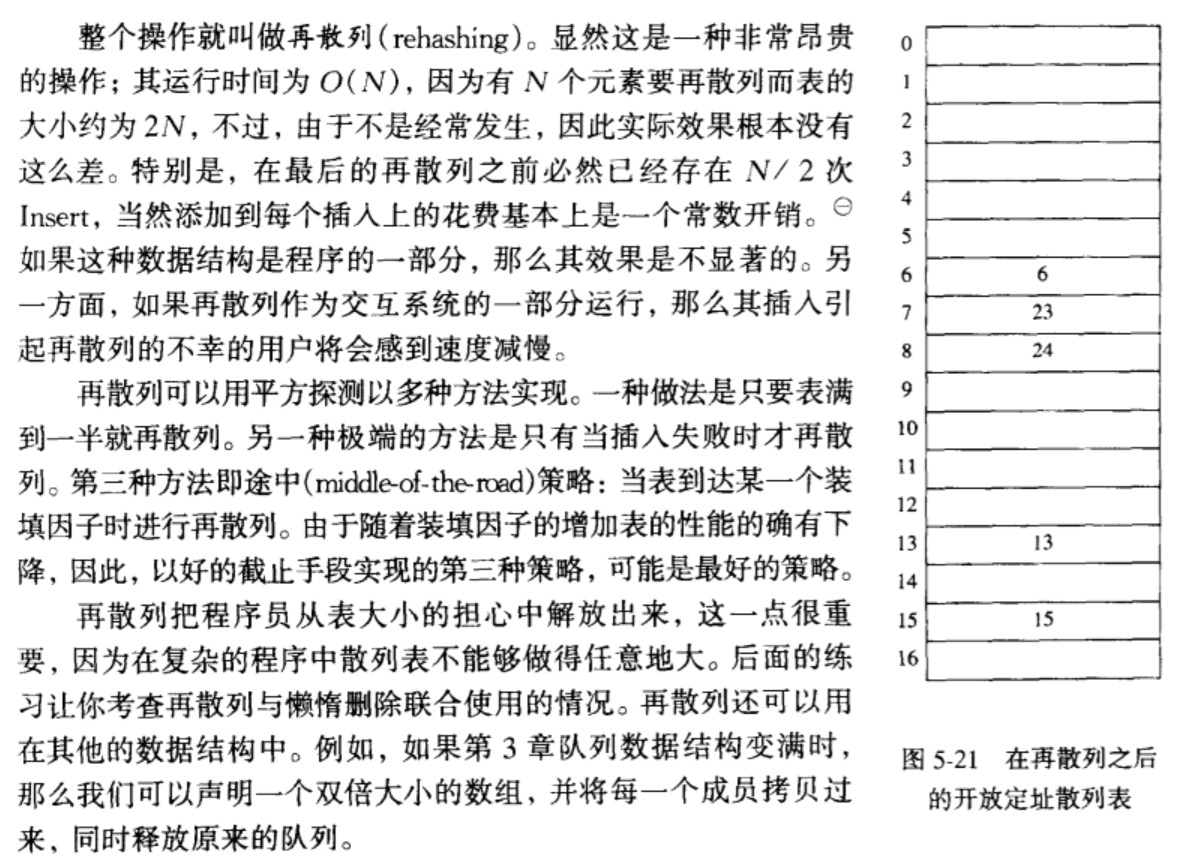 整个操作就叫做再散列(rehashing)。显然这是一种非常昂贵
的操作；其运行时间为 O(N)，因为有 N 个元素要再散列而表的
大小约为 2N，不过，由于不是经常发生，因此实际效果根本没有
这么差。特别是，在最后的再散列之前必然已经存在 N/ 2 次
Insert，当然添加到每个插入上的花费基本上是一个常数开销。㊀
如果这种数据结构是程序的一部分，那么其效果是不显著的。另
一方面，如果再散列作为交互系统的一部分运行，那么其插入引
起再散列的不幸的用户将会感到速度减慢。
再散列可以用平方探测以多种方法实现。一种做法是只要表满
到一半就再散列。另一种极端的方法是只有当插入失败时才再散
列。第三种方法即途中(middle-of-the-road)策略：当表到达某一个装
填因子时进行再散列。由于随着装填因子的增加表的性能的确有下
降，因此，以好的截止手段实现的第三种策略，可能是最好的策略。
再散列把程序员从表大小的担心中解放出来，这一点很重
要，因为在复杂的程序中散列表不能够做得任意地大。后面的练
习让你考查再散列与懒惰删除联合使用的情况。再散列还可以用
在其他的数据结构中。例如，如果第 3 章队列数据结构变满时，
那么我们可以声明一个双倍大小的数组，并将每一个成员拷贝过
来，同时释放原来的队列。
0
1
2
3
4
5
6 6
7 23
8 24
9
10
11
12
13 13
14
15 15
16
图 5-21 在再散列之后
的开放定址散列表